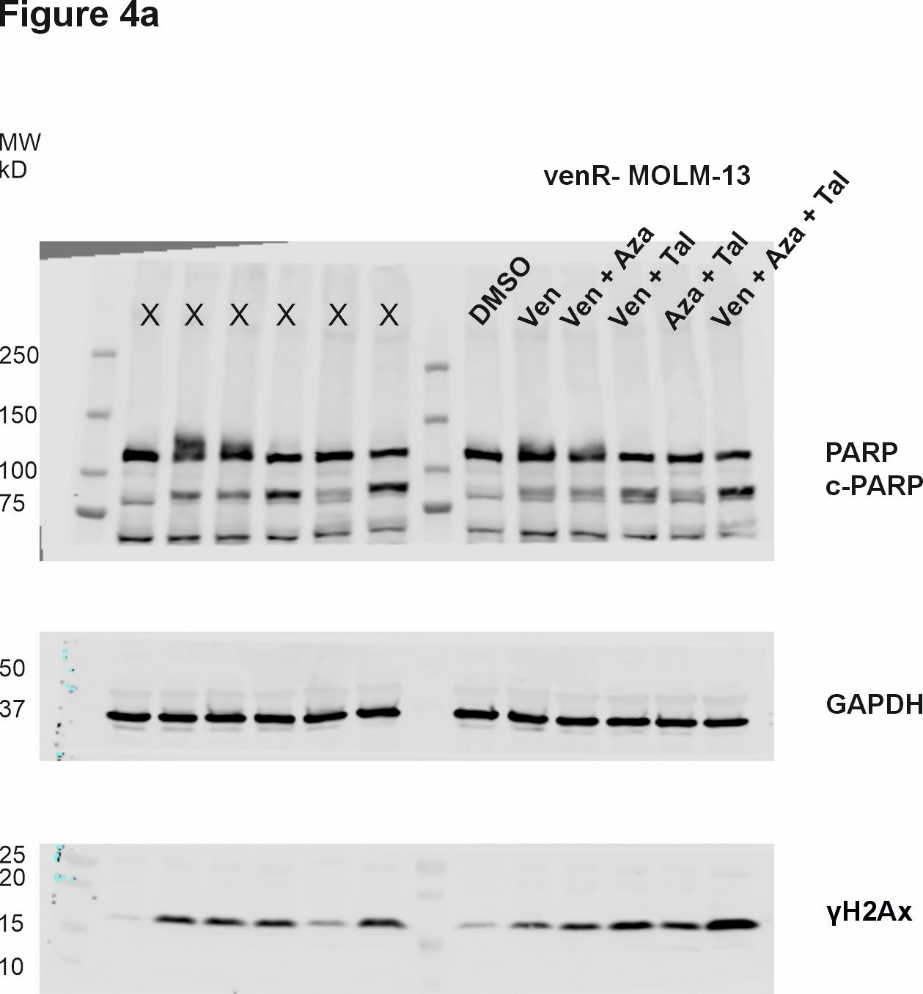 Figure 4a
MW
kD
venR- MOLM-13
X X X X X X
DMSO
Ven
Ven + Aza
Ven + Tal
Aza + Tal
Ven + Aza + Tal
250
150
100
75
PARP
c-PARP
50
37
GAPDH
25
20
15
10
γH2Ax